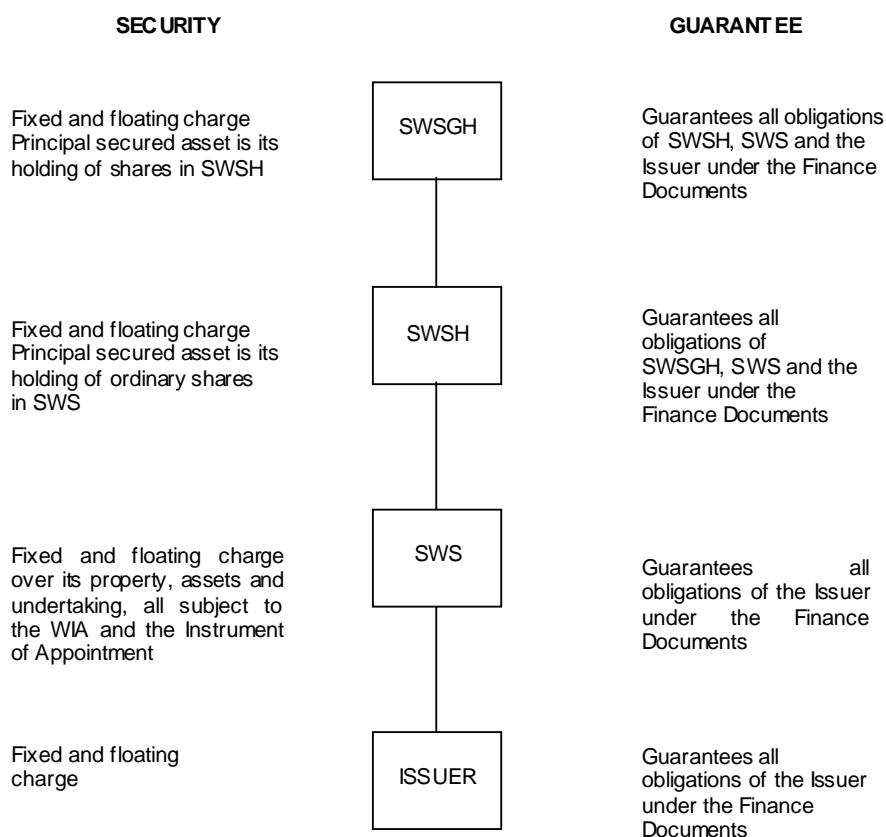 SECURITY
GUARANTEE
Fixed and floating charge
Principal secured asset is its
holding of shares in SWSH
SWSGH
Guarantees all obligations
of SWSH, SWS and the
Issuer under the Finance
Documents
Fixed and floating charge
Principal secured asset is its
holding of ordinary shares
in SWS
SWSH
Guarantees all
obligations of
SWSGH, SWS and the
Issuer under the
Finance Documents
Fixed and floating charge
over its property, assets and
undertaking, all subject to
the WIA and the Instrument
of Appointment
SWS
Guarantees all
obligations of the Issuer
under the Finance
Documents
Fixed and floating
charge
ISSUER
Guarantees all
obligations of the Issuer
under the Finance
Documents